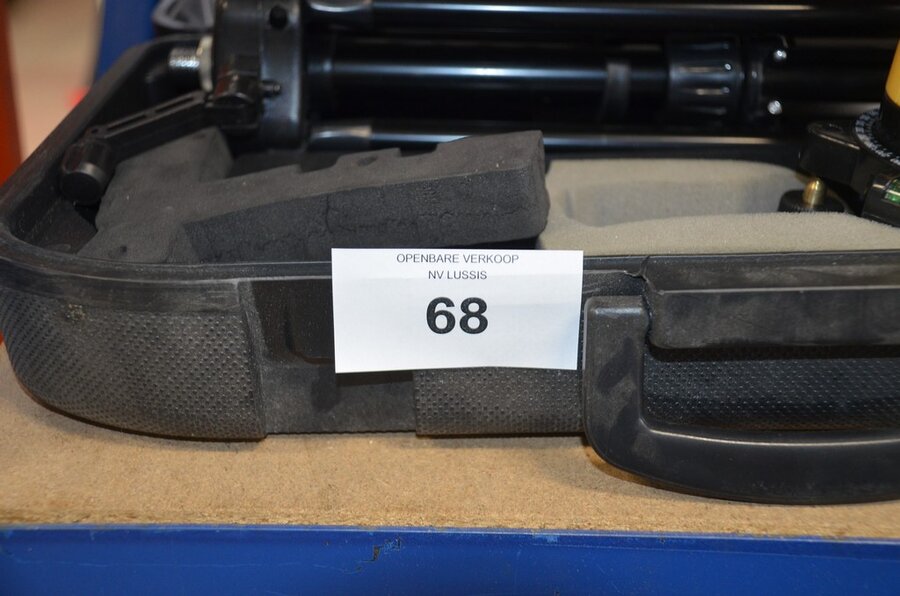 OPENBARE VERKOOP
NV LUSSIS
68